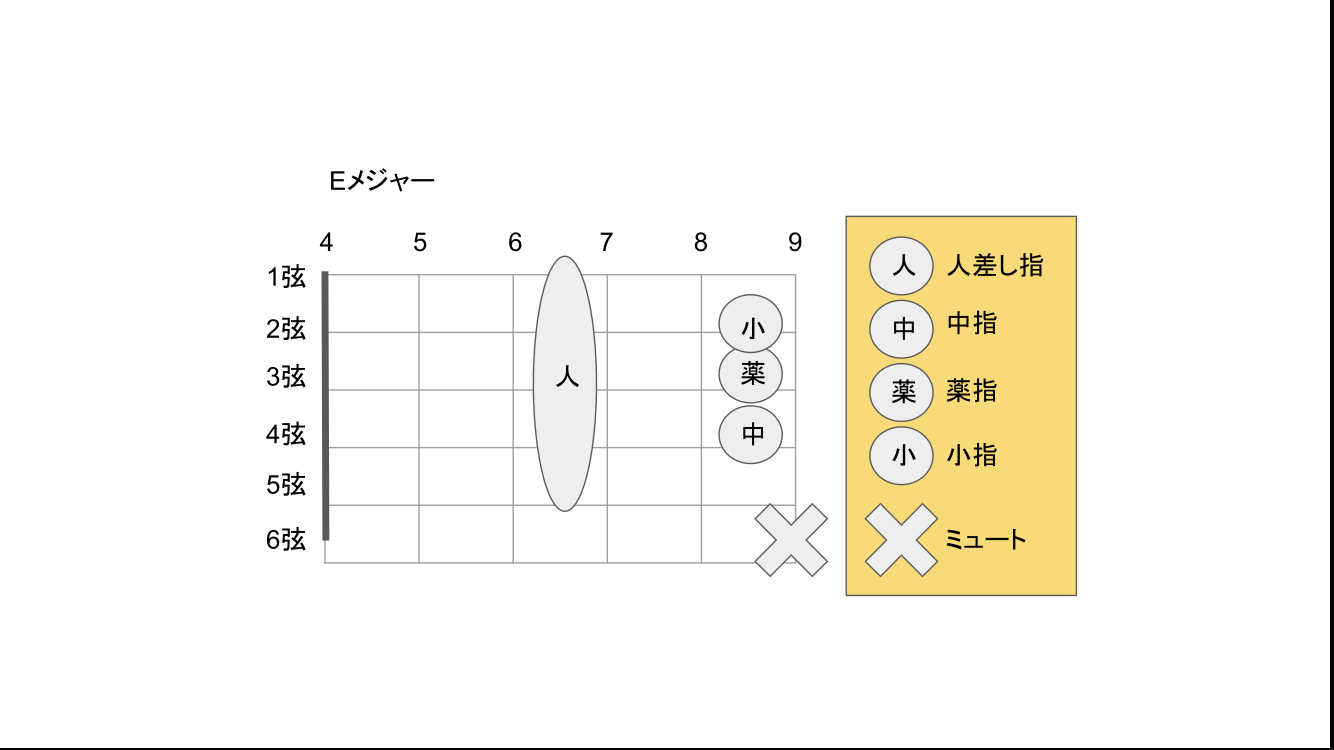 Eメジャー
4 5 6 7 8 9
1弦
2弦
3弦
4弦
5弦
6弦
人
小
薬
中
人 人差し指
中 中指
薬 薬指
小 小指
ミュート